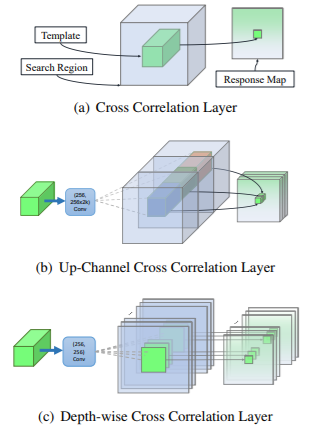 Template
Search Region
Response Map
(a) Cross Correlation Layer
(256,
256x2k)
Conv
(b) Up-Channel Cross Correlation Layer
(256,
256)
Conv
(c) Depth-wise Cross Correlation Layer